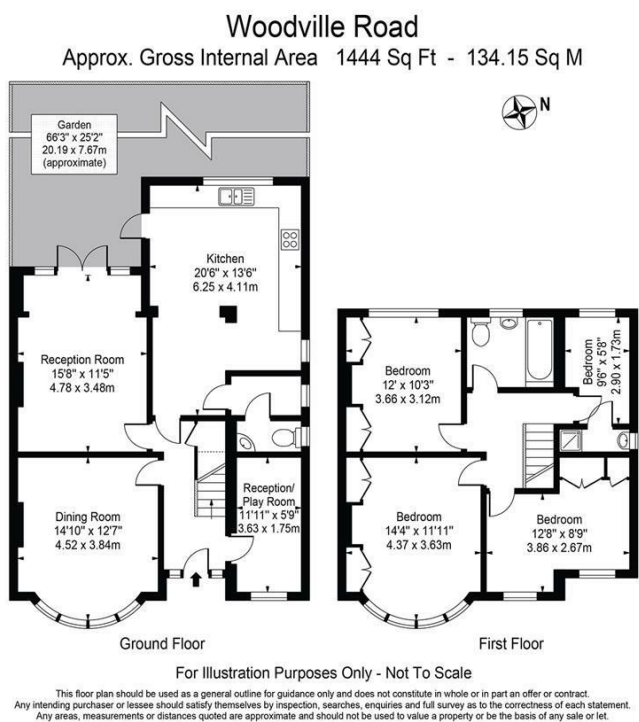 Woodville Road
Approx. Gross Internal Area 1444 Sq Ft - 134.15 Sq M
N
Garden
66'3" x 25'2"
20.19 x 7.67m
(approximate)
Kitchen
20'6" x 13'6"
6.25 x 4.11m
Reception Room
15'8" x 11'5"
4.78 x 3.48m
Dining Room
14'10" x 12'7"
4.52 x 3.84m
Reception/
Play Room
11'11" x 5'9"
3.63 x 1.75m
Ground Floor
Bedroom
12' x 10'3"
3.66 x 3.12m
Bedroom
9'6" x 5'8"
2.90 x 1.73m
Bedroom
14'4" x 11'11"
4.37 x 3.63m
Bedroom
12'8" x 8'9"
3.86 x 2.67m
First Floor
For Illustration Purposes Only - Not To Scale
This floor plan should be used as a general outline for guidance only and does not constitute in whole or in part an offer or contract.
Any intending purchaser or lessee should satisfy themselves by inspection, searches, enquiries and full survey as to the correctness of each statement.
Any areas, measurements or distances quoted are approximate and should not be used to value a property or be the basis of any sale or let.